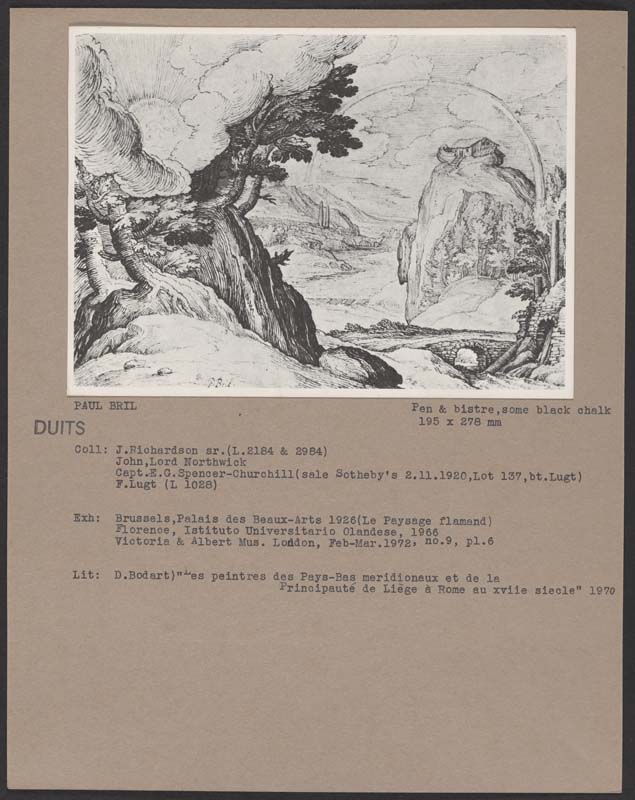 PAUL BRIL
Pen & bistre,some black chalk
195 x 278 mm
DUITS
Coll: J.Richardson sr.(L.2184 & 2984)
John,Lord Northwick
Capt.E.G.Spencer-Churchill(sale Sotheby's 2.11.1920,Lot 137,bt.Lugt)
F.Lugt (L 1028)
Exh: Brussels,Palais des Beaux-Arts 1926(Le Paysage flamand)
Florence, Istituto Universitario Olandese, 1966
Victoria & Albert Mus. London, Feb-Mar.1972, no.9, pl.6
Lit: D.Bodart)"Les peintres des Pays-Bas meridionaux et de la
Principauté de Liège à Rome au xviie siecle" 1970